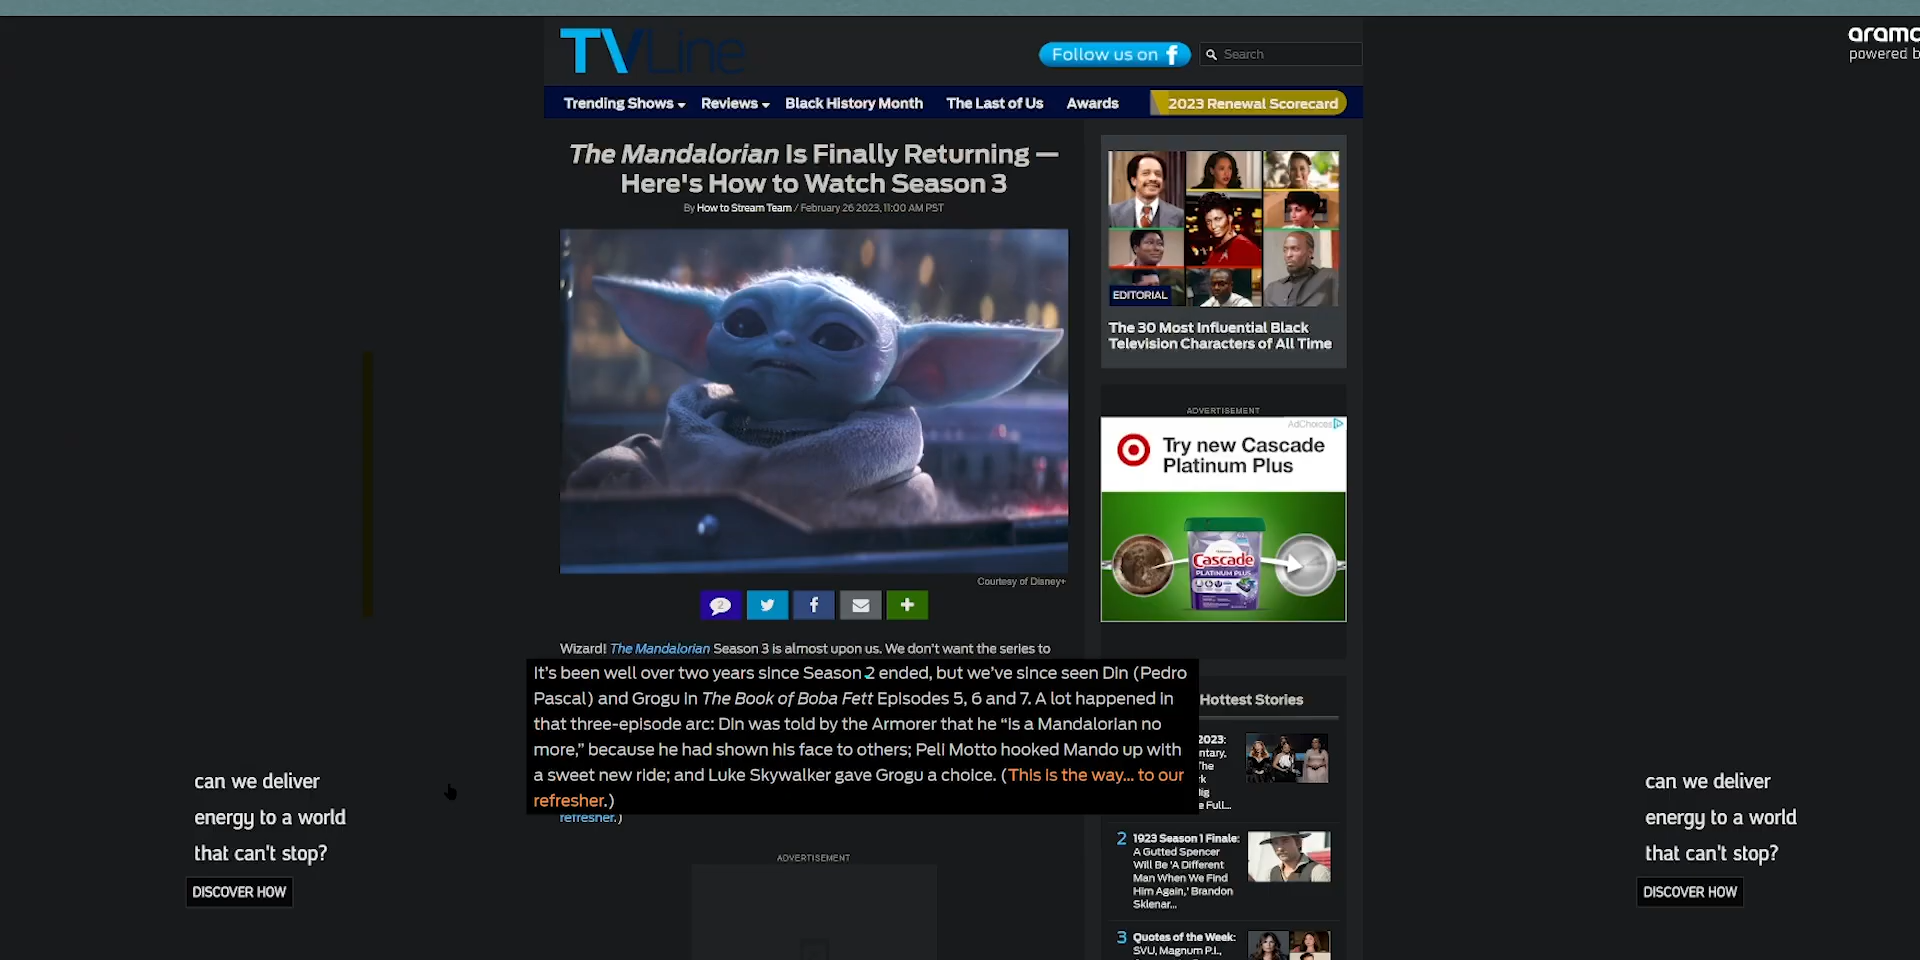 TVLine
Follow us on f
Search
aramc
powered b
Trending Shows
Reviews
Black History Month
The Last of Us
Awards
2023 Renewal Scorecard
The Mandalorian Is Finally Returning —
Here's How to Watch Season 3
By How to Stream Team / February 26 2023, 11:00 AM PST
Courtesy of Disney+
2
Wizard! The Mandalorian Season 3 is almost upon us. We don't want the series to
It's been well over two years since Season 2 ended, but we've since seen Din (Pedro
Pascal) and Grogu in The Book of Boba Fett Episodes 5, 6 and 7. A lot happened in
that three-episode arc: Din was told by the Armorer that he “is a Mandalorian no
more,” because he had shown his face to others; Peli Motto hooked Mando up with
a sweet new ride; and Luke Skywalker gave Grogu a choice. (This is the way... to our
refresher.)
refresher.)
ADVERTISEMENT
EDITORIAL
The 30 Most Influential Black
Television Characters of All Time
ADVERTISEMENT
AdChoices
Try new Cascade
Platinum Plus
Cascade
PLATINUM PLUS
Hottest Stories
2023:
ntary,
The
rk
Big
e Full...
2 1923 Season 1 Finale:
A Gutted Spencer
Will Be 'A Different
Man When We Find
Him Again,' Brandon
Sklenar...
3 Quotes of the Week:
SVU, Magnum P.I.,
can we deliver
energy to a world
that can't stop?
DISCOVER HOW
can we deliver
energy to a world
that can't stop?
DISCOVER HOW